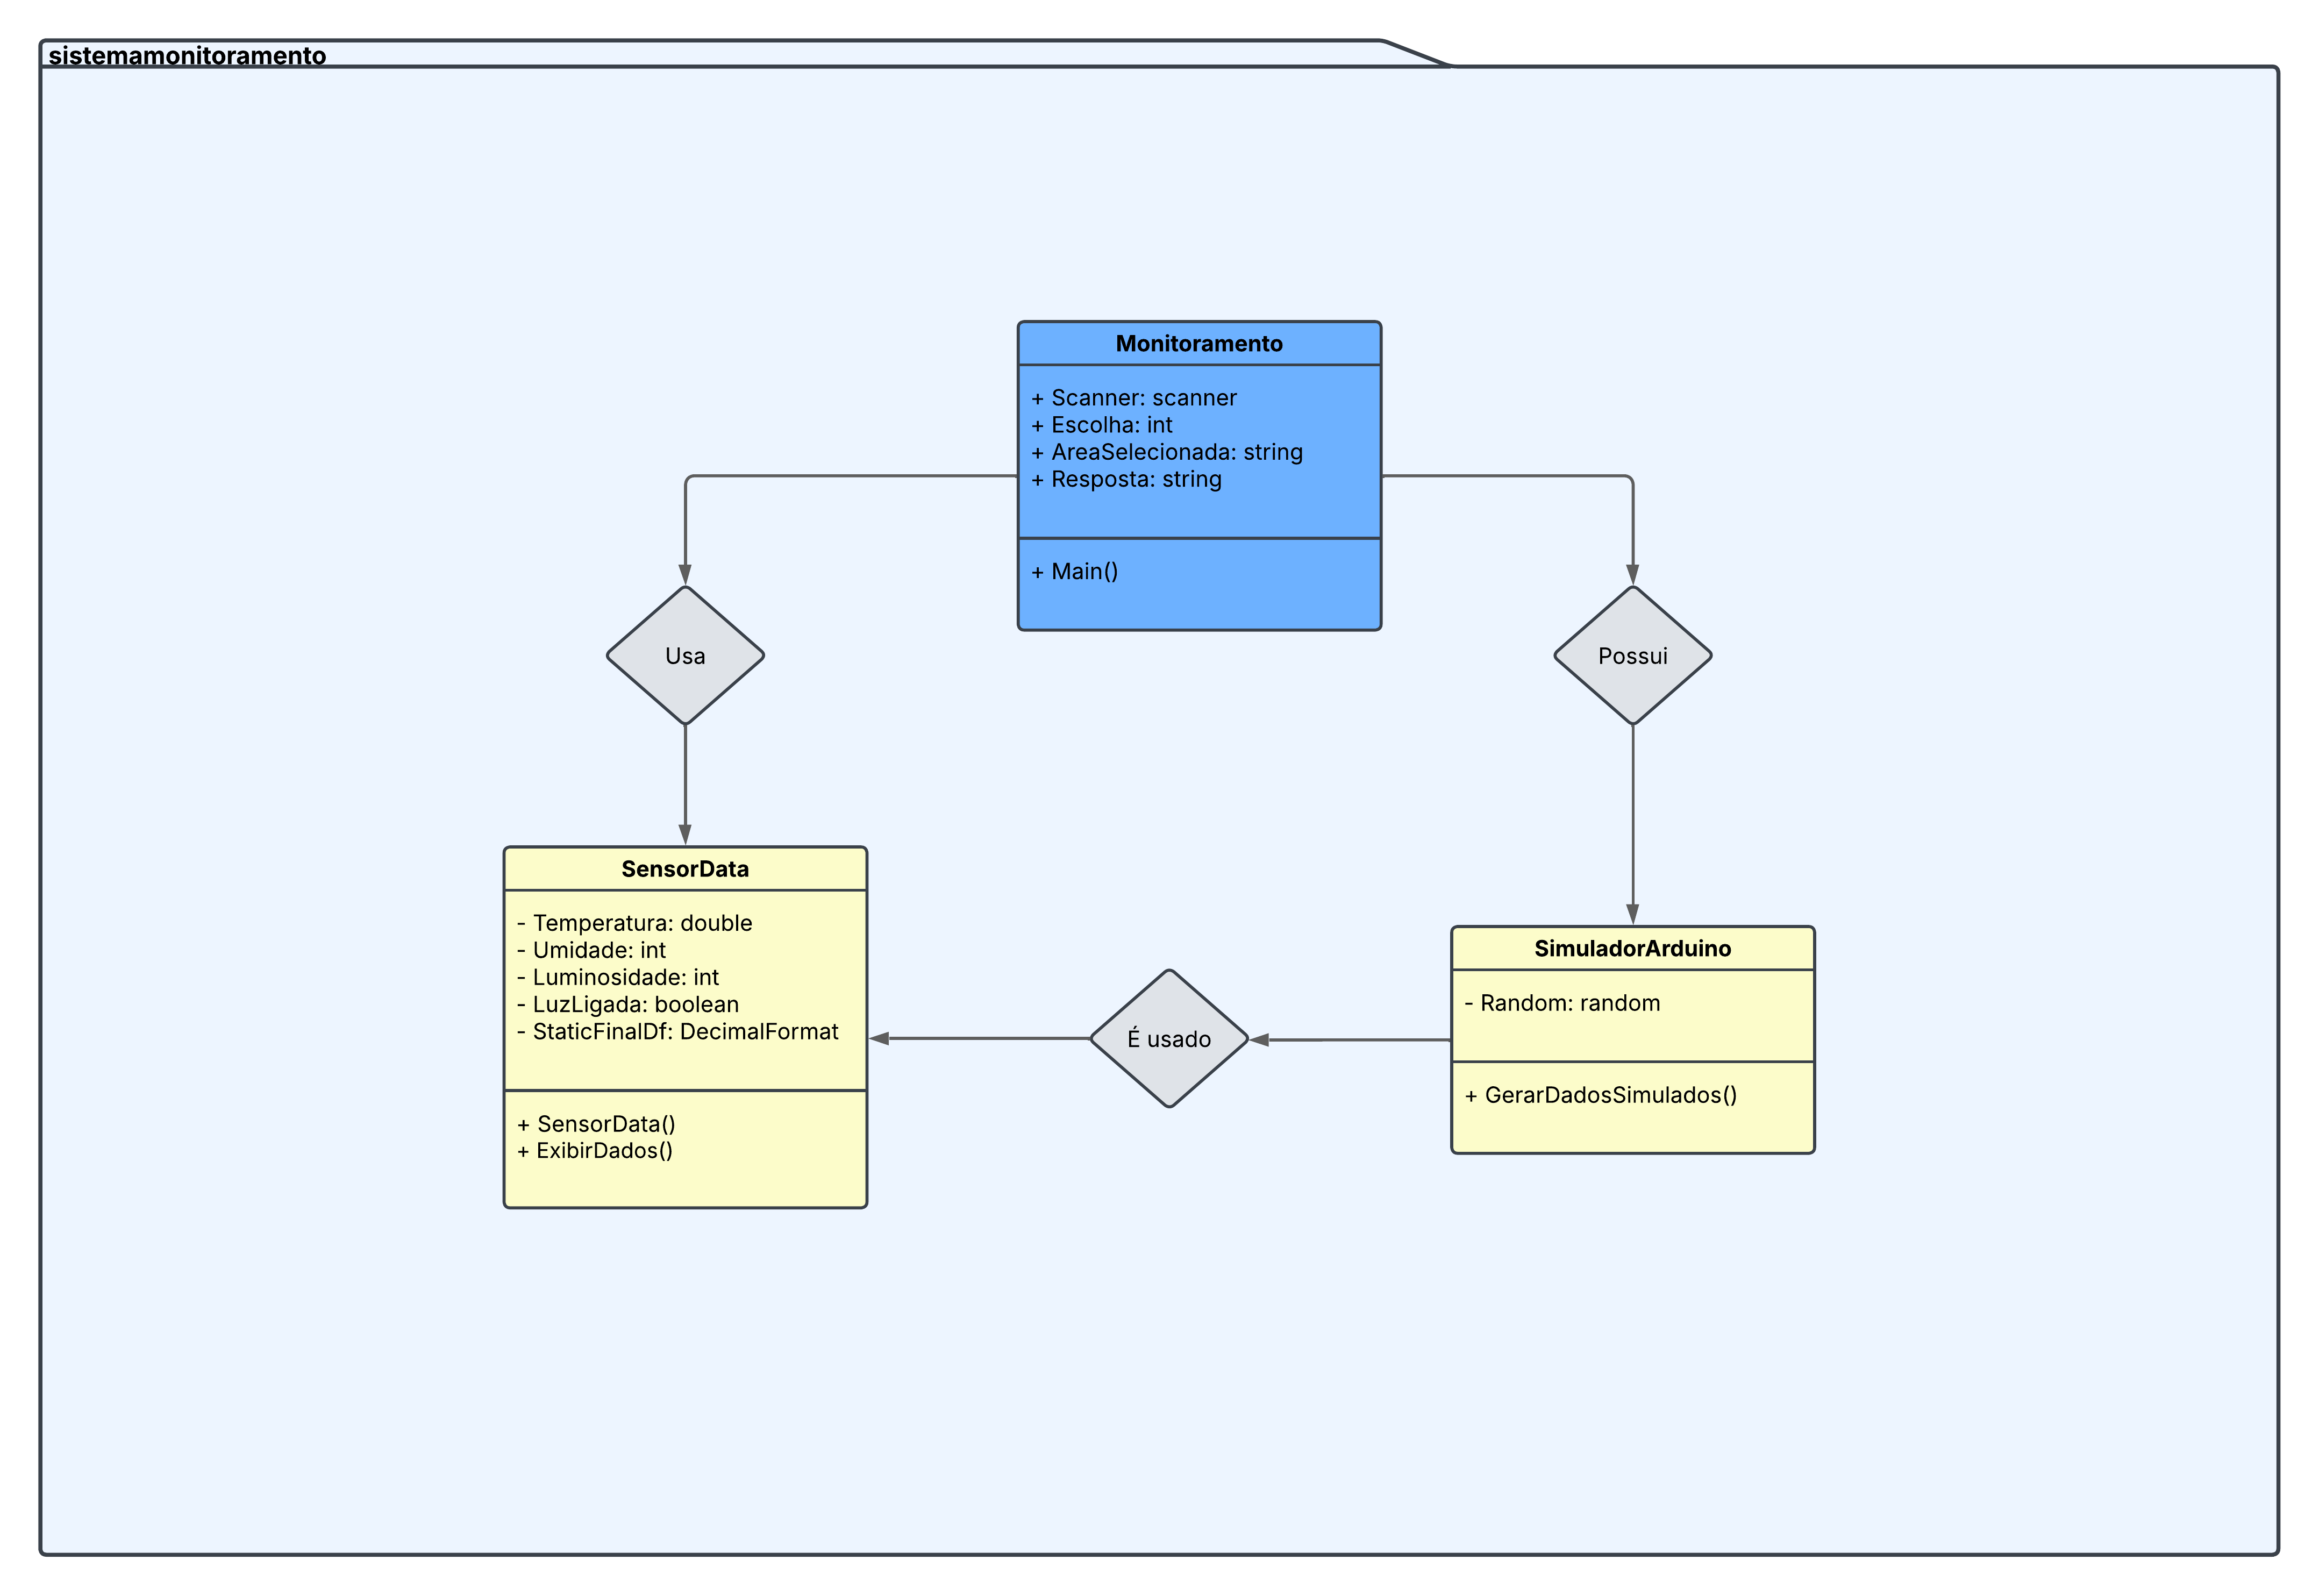 sistemamonitoramento
Monitoramento
+ Scanner: scanner
+ Escolha: int
+ AreaSelecionada: string
+ Resposta: string
+ Main()
Usa
Possui
SensorData
- Temperatura: double
- Umidade: int
- Luminosidade: int
- LuzLigada: boolean
- StaticFinalDf: DecimalFormat
+ SensorData()
+ ExibirDados()
É usado
SimuladorArduino
- Random: random
+ GerarDadosSimulados()